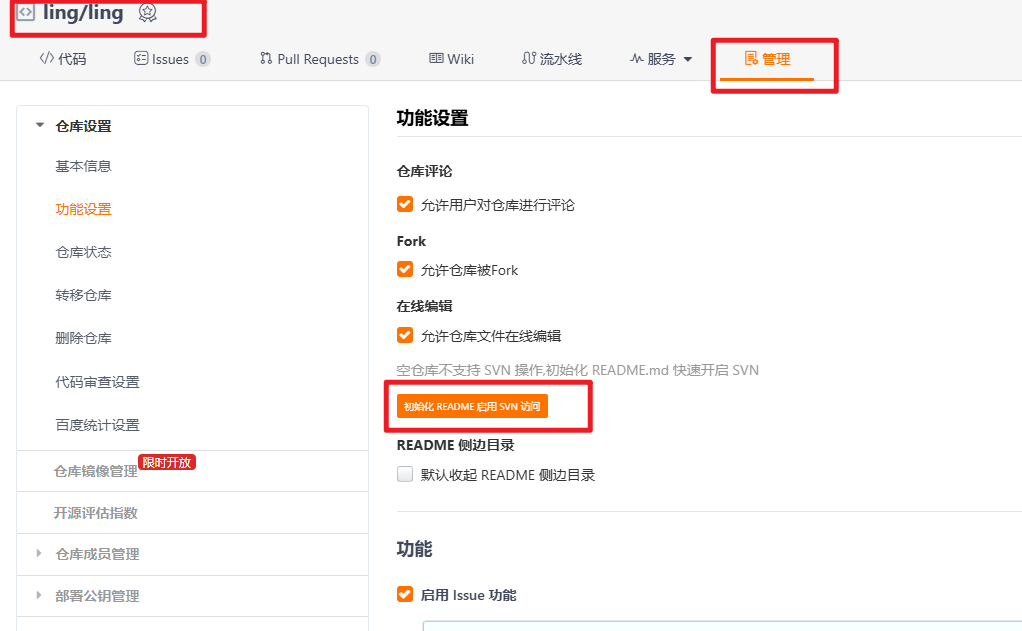 ling/ling
代码
Issues 0
Pull Requests 0
Wiki
流水线
服务
管理
仓库设置
基本信息
功能设置
仓库状态
转移仓库
删除仓库
代码审查设置
百度统计设置
仓库镜像管理
限时开放
开源评估指数
仓库成员管理
部署公钥管理
功能设置
仓库评论
允许用户对仓库进行评论
Fork
允许仓库被Fork
在线编辑
允许仓库文件在线编辑
空仓库不支持 SVN 操作,初始化 README.md 快速开启 SVN
初始化 README 启用 SVN 访问
README 侧边目录
默认收起 README 侧边目录
功能
启用 Issue 功能